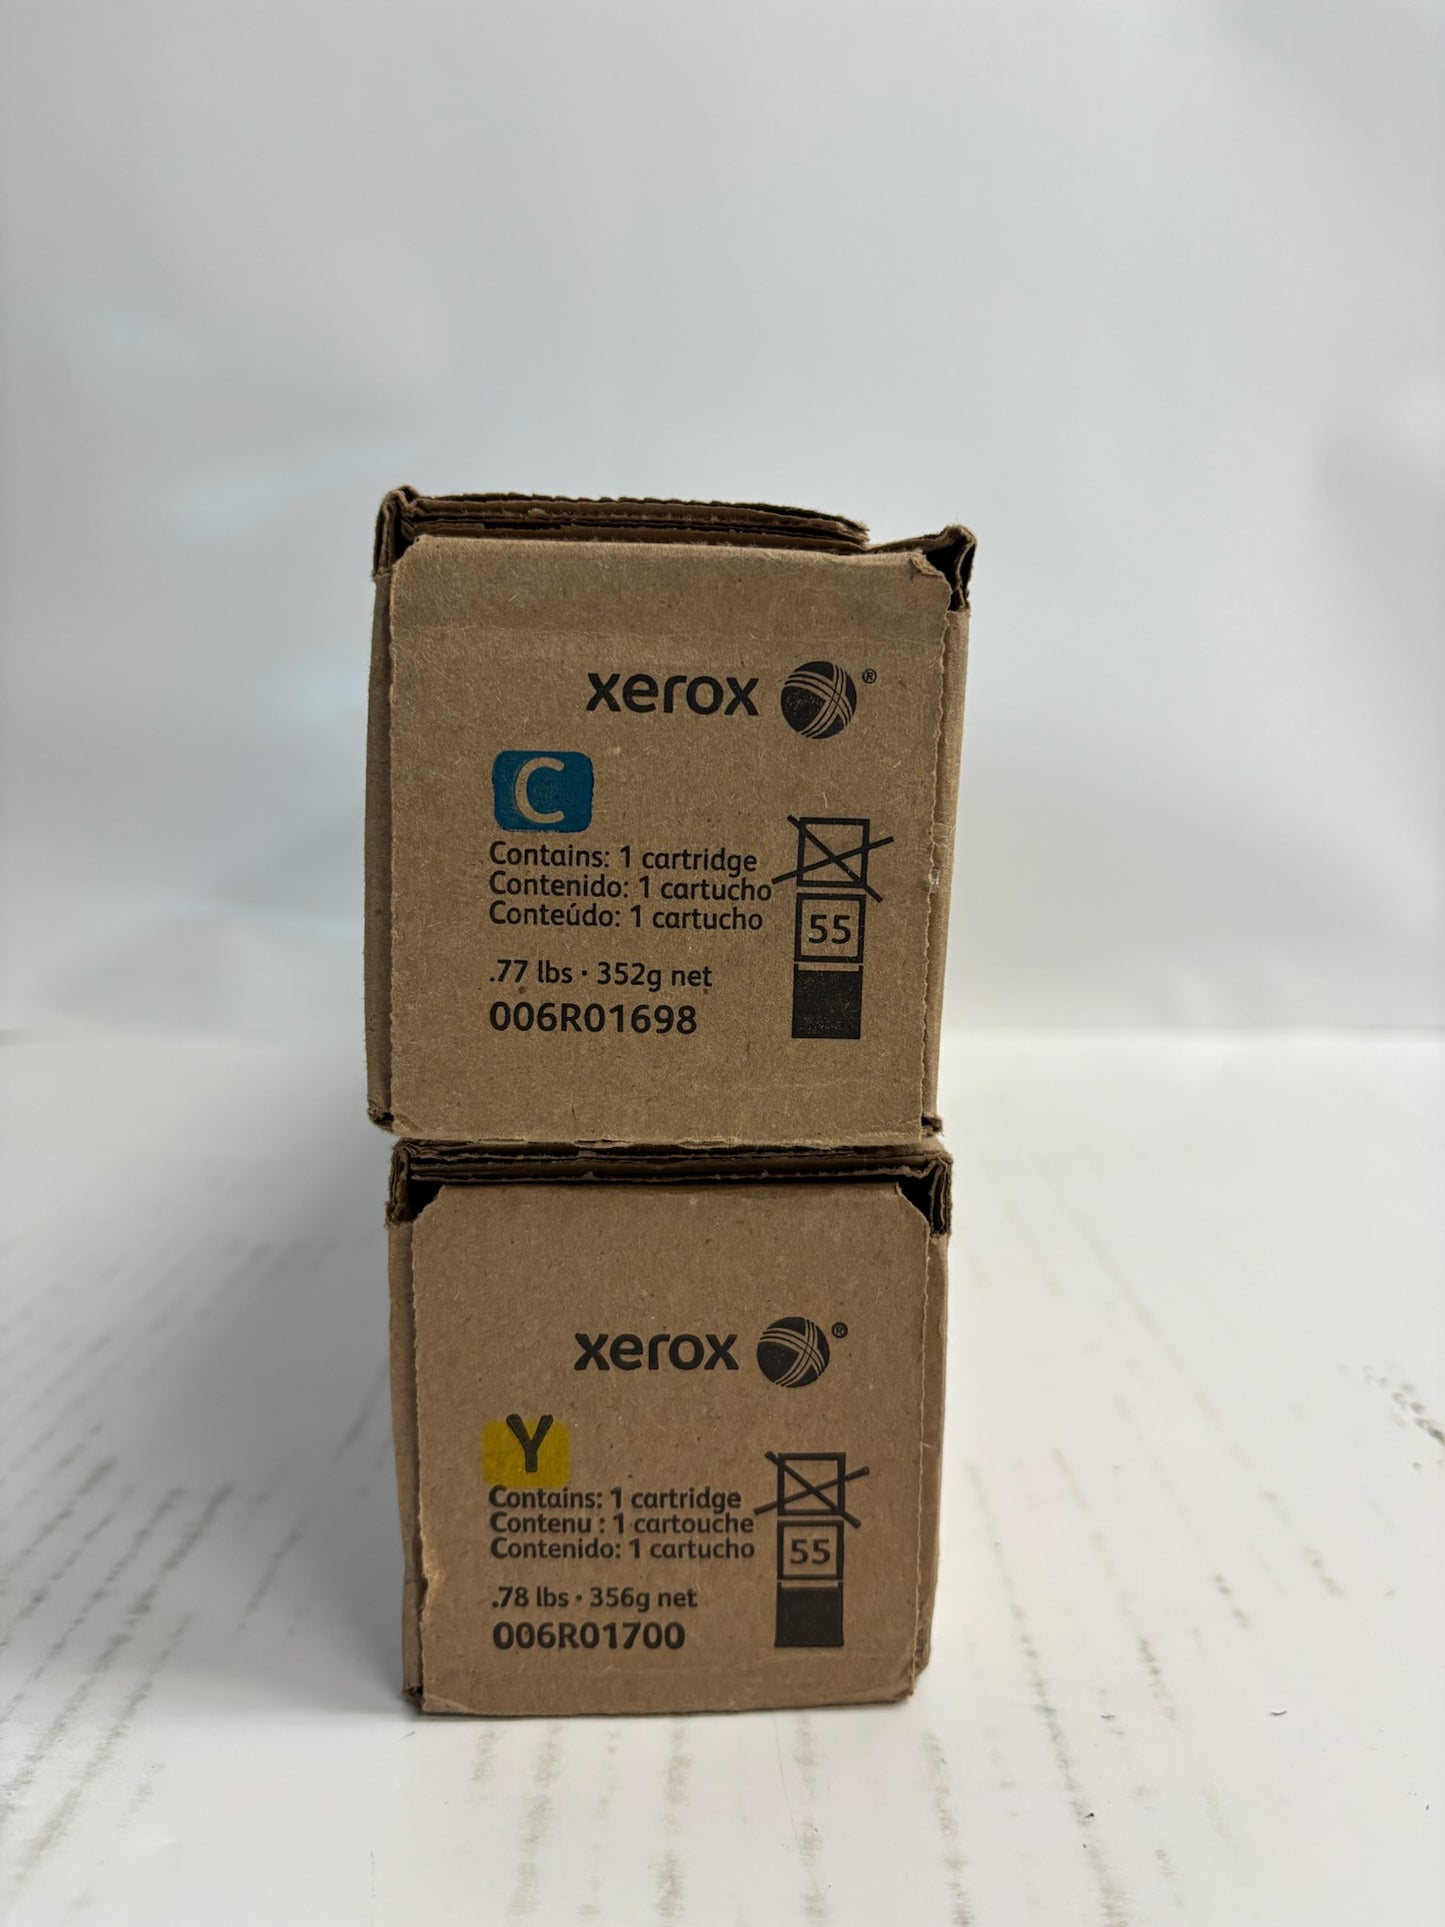 xerox ®
C
Contains: 1 cartridge
Contenido: 1 cartucho
Conteúdo: 1 cartucho
55
.77 lbs · 352g net
006R01698
xerox ®
Y
Contains: 1 cartridge
Contenu : 1 cartouche
Contenido: 1 cartucho
55
.78 lbs · 356g net
006R01700